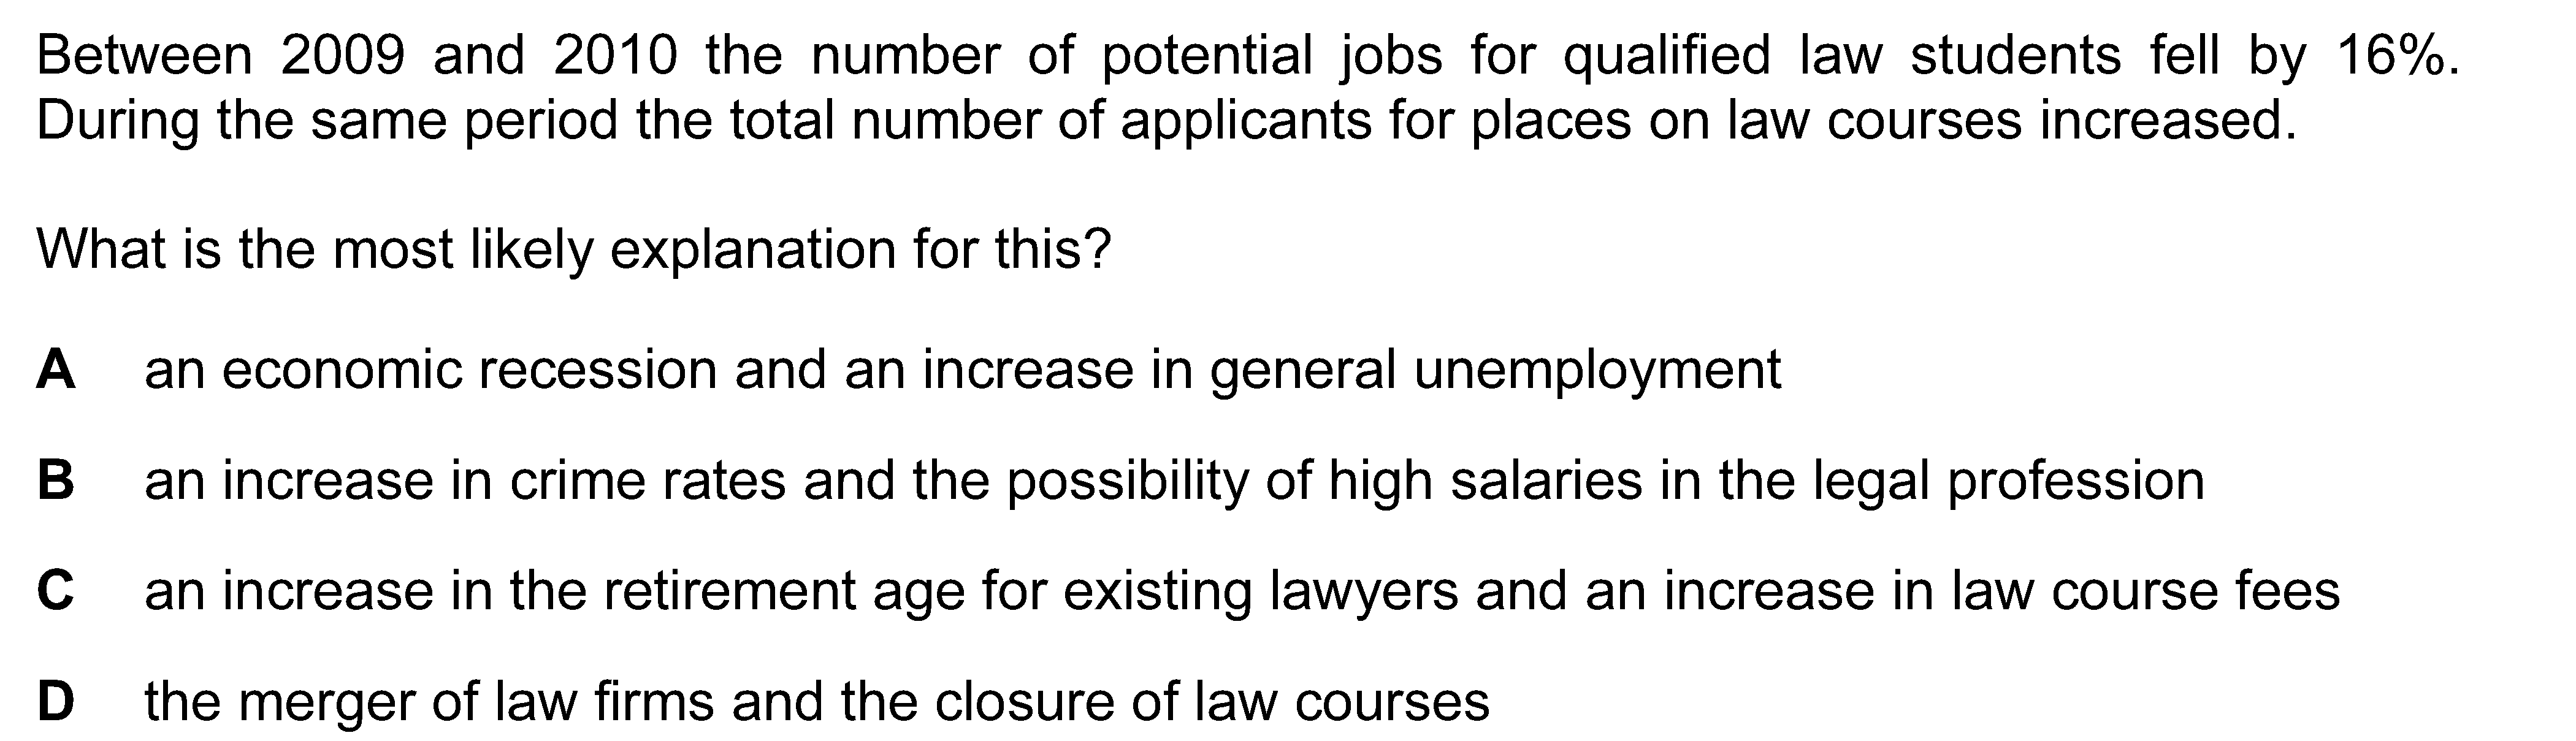 Between 2009 and 2010 the number of potential jobs for qualified law students fell by 16%.
During the same period the total number of applicants for places on law courses increased.
What is the most likely explanation for this?
A an economic recession and an increase in general unemployment
B an increase in crime rates and the possibility of high salaries in the legal profession
C an increase in the retirement age for existing lawyers and an increase in law course fees
D the merger of law firms and the closure of law courses